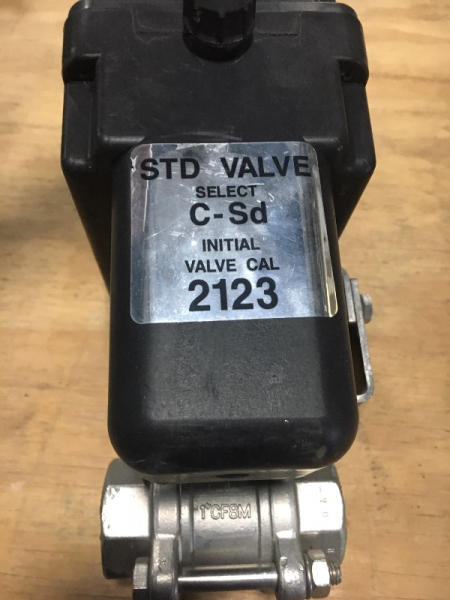 STD VALVE
SELECT
C-Sd
INITIAL
VALVE CAL
2123
1" CF8M